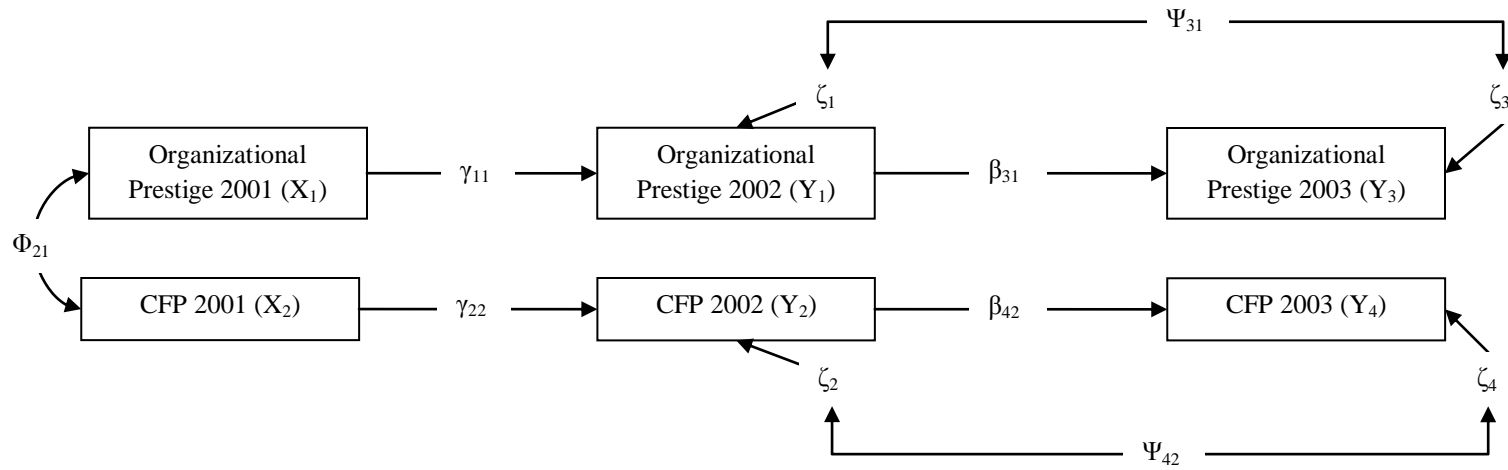 Ψ₃₁
ζ₁
ζ₃
Organizational
Prestige 2001 (X₁)
γ₁₁
Organizational
Prestige 2002 (Y₁)
β₃₁
Organizational
Prestige 2003 (Y₃)
Φ₂₁
CFP 2001 (X₂)
γ₂₂
CFP 2002 (Y₂)
β₄₂
CFP 2003 (Y₄)
ζ₂
ζ₄
Ψ₄₂